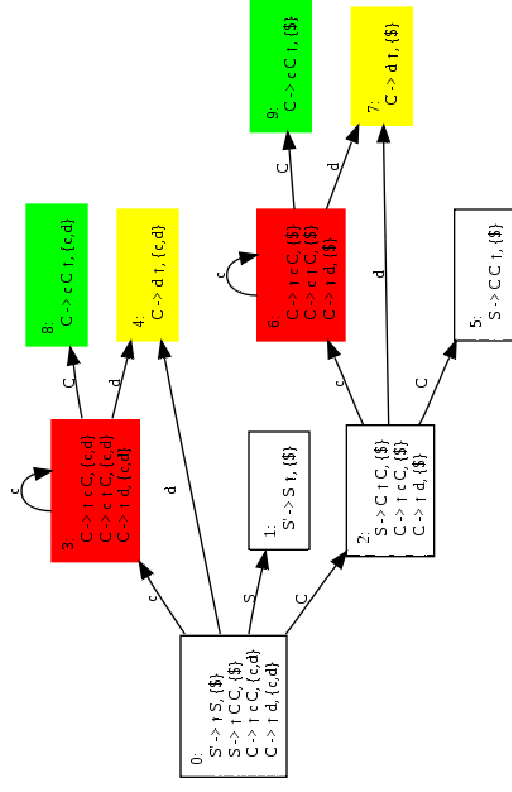 0:
S' -> ↑ S, {$}
S -> ↑ C C, {$}
C -> ↑ c C, {c,d}
C -> ↑ d, {c,d}
c
d
S
C
3:
C -> ↑ c C, {c,d}
C -> c ↑ C, {c,d}
C -> ↑ d, {c,d}
c
C
d
8:
C -> c C ↑, {c,d}
4:
C -> d ↑, {c,d}
1:
S' -> S ↑, {$}
2:
S -> C ↑ C, {$}
C -> ↑ c C, {$}
C -> ↑ d, {$}
c
d
C
6:
C -> ↑ c C, {$}
C -> c ↑ C, {$}
C -> ↑ d, {$}
c
C
d
9:
C -> c C ↑, {$}
7:
C -> d ↑, {$}
5:
S -> C C ↑, {$}